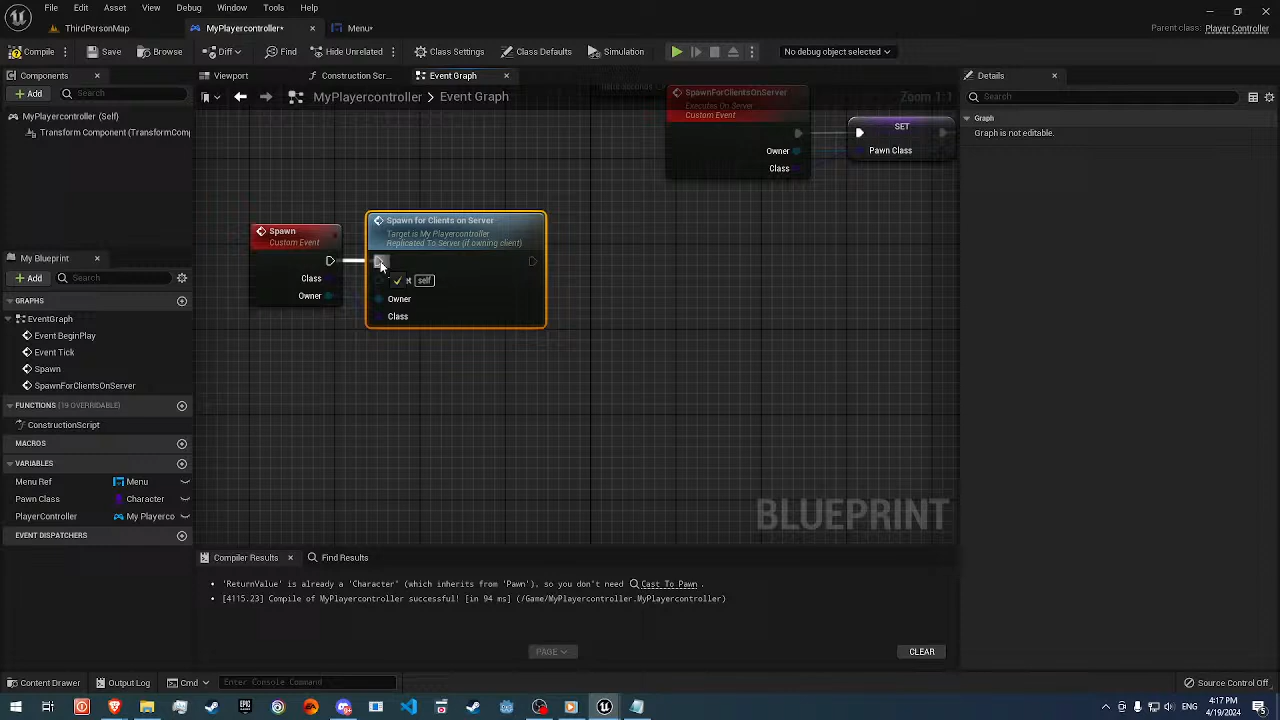 File Edit Asset View Debug Window Tools Help
ThirdPersonMap
MyPlayercontroller*
Menu*
Parent class: Player Controller
Compile
Save
Browse
Diff
Find
Hide Unrelated
Class Settings
Class Defaults
Simulation
No debug object selected
Components
Add
Search
MyPlayercontroller (self)
Transform Component (TransformComp
My Blueprint
Add
Search
GRAPHS
EventGraph
Event BeginPlay
Event Tick
Spawn
SpawnForClientsOnServer
FUNCTIONS (19 OVERRIDABLE)
ConstructionScript
MACROS
VARIABLES
Menu Ref Menu
Pawn Class Character
PlayerController My Playerco
EVENT DISPATCHERS
Viewport
Construction Scr...
Event Graph
MyPlayercontroller > Event Graph
Zoom 1:1
SpawnForClientsOnServer
Executes On Server
Custom Event
Owner
Class
SET
Pawn Class
Spawn
Custom Event
Class
Owner
Spawn for Clients on Server
Target is My Playercontroller
Replicated To Server (if owning client)
self
Owner
Class
BLUEPRINT
Details
Search
Graph
Graph is not editable.
Compiler Results
Find Results
'ReturnValue' is already a 'Character' (which inherits from 'Pawn'), so you don't need Cast To Pawn .
[4115.23] Compile of MyPlayercontroller successful! [in 94 ms] (/Game/MyPlayercontroller.MyPlayercontroller)
PAGE
CLEAR
Content Drawer
Output Log
Cmd
Enter Console Command
Source Control Off
4:17 PM
4/19/2024